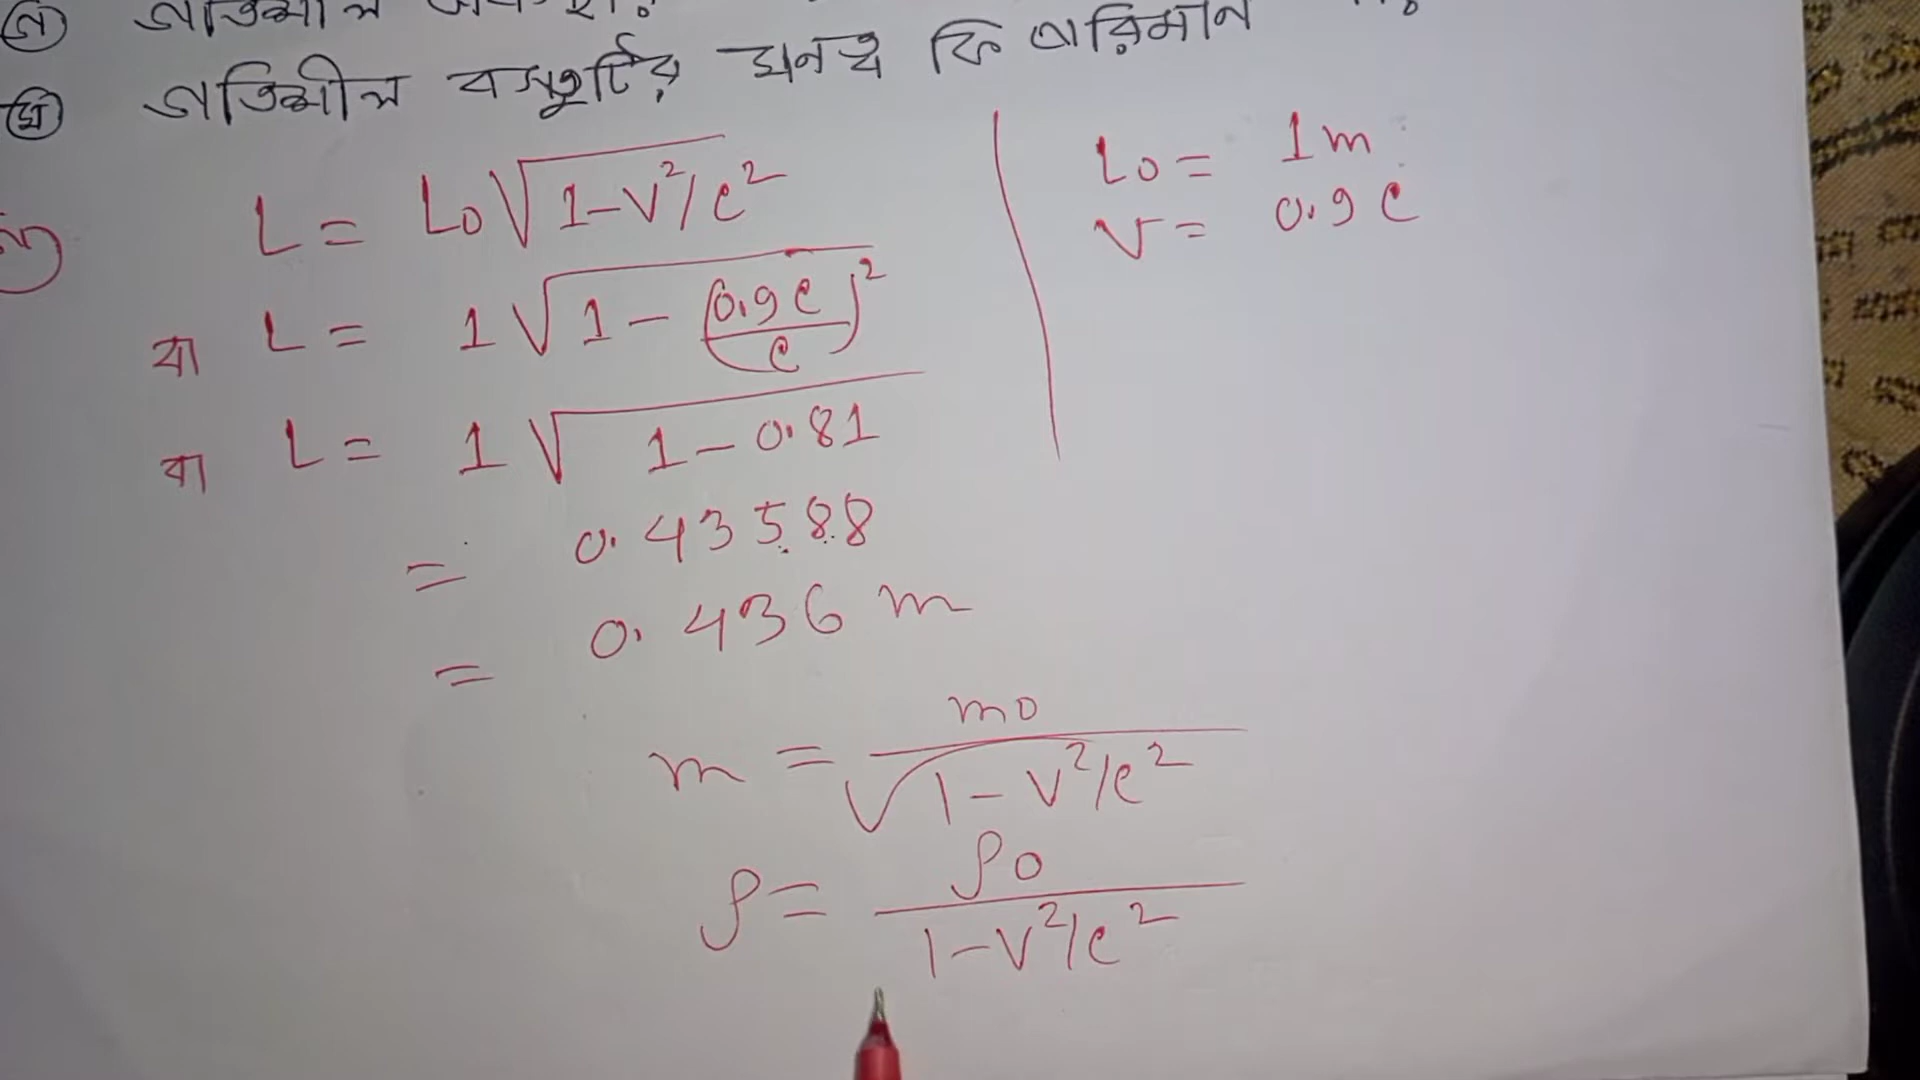 গ গতিশীল
ঘ গতিশীল বস্তুটির ঘনত্ব কি পরিমান
L = L0√1-V²/c²
L0 = 1m
V = 0.9c
বা L = 1√1-(0.9c/c)²
বা L = 1√1-0.81
= 0.43588
= 0.436 m
m = m0/√1-V²/c²
ρ = ρ0/1-V²/c²